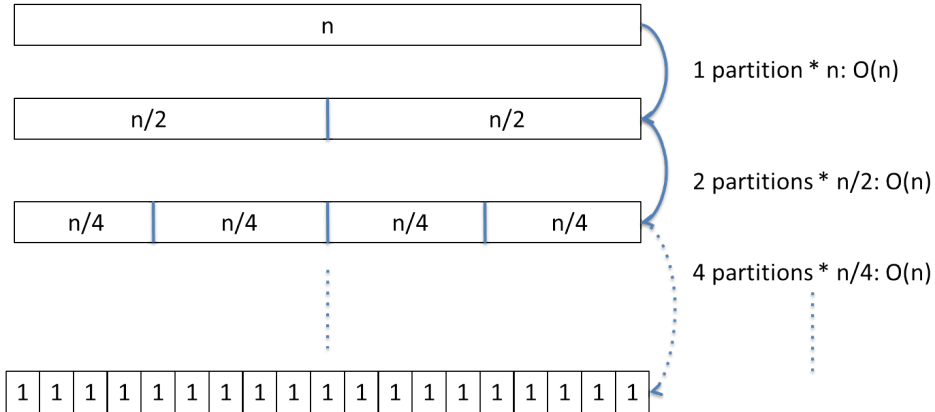 n
1 partition * n: O(n)
n/2 n/2
2 partitions * n/2: O(n)
n/4 n/4 n/4 n/4
4 partitions * n/4: O(n)
1 1 1 1 1 1 1 1 1 1 1 1 1 1 1 1 1 1 1